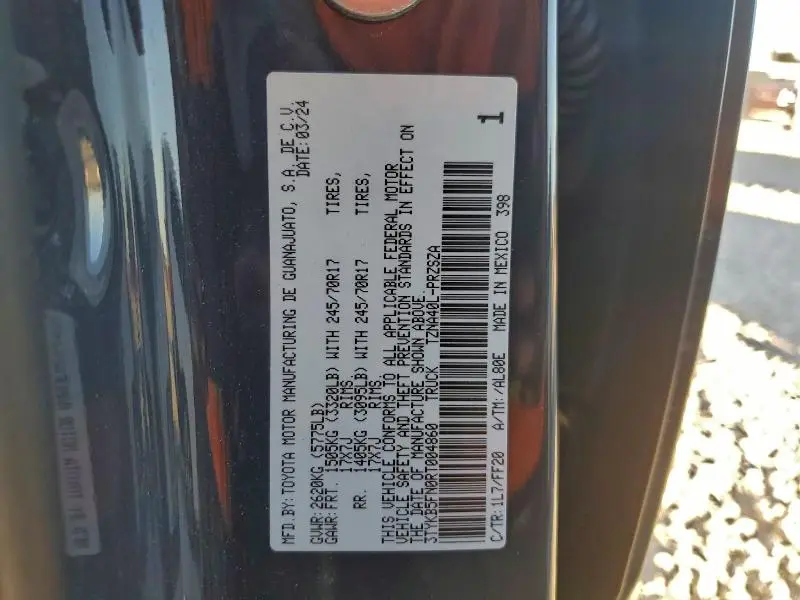 MFD.BY:TOYOTA MOTOR MANUFACTURING DE GUANAJUATO, S.A. DE C.V.
DATE:03/24
GVWR:2620KG (5775LB)
GAWR:FRT. 1505KG (3320LB) WITH 245/70R17 TIRES,
17X7J RIMS,
RR. 1405KG (3095LB) WITH 245/70R17 TIRES,
17X7J RIMS.
THIS VEHICLE CONFORMS TO ALL APPLICABLE FEDERAL MOTOR
VEHICLE SAFETY AND THEFT PREVENTION STANDARDS IN EFFECT ON
THE DATE OF MANUFACTURE SHOWN ABOVE.
3TYKB5FN0RT004860 TRUCK TZNA40L-PRZSZA
C/TR:1L7/FF20 A/TM:/AL80E MADE IN MEXICO 398
1